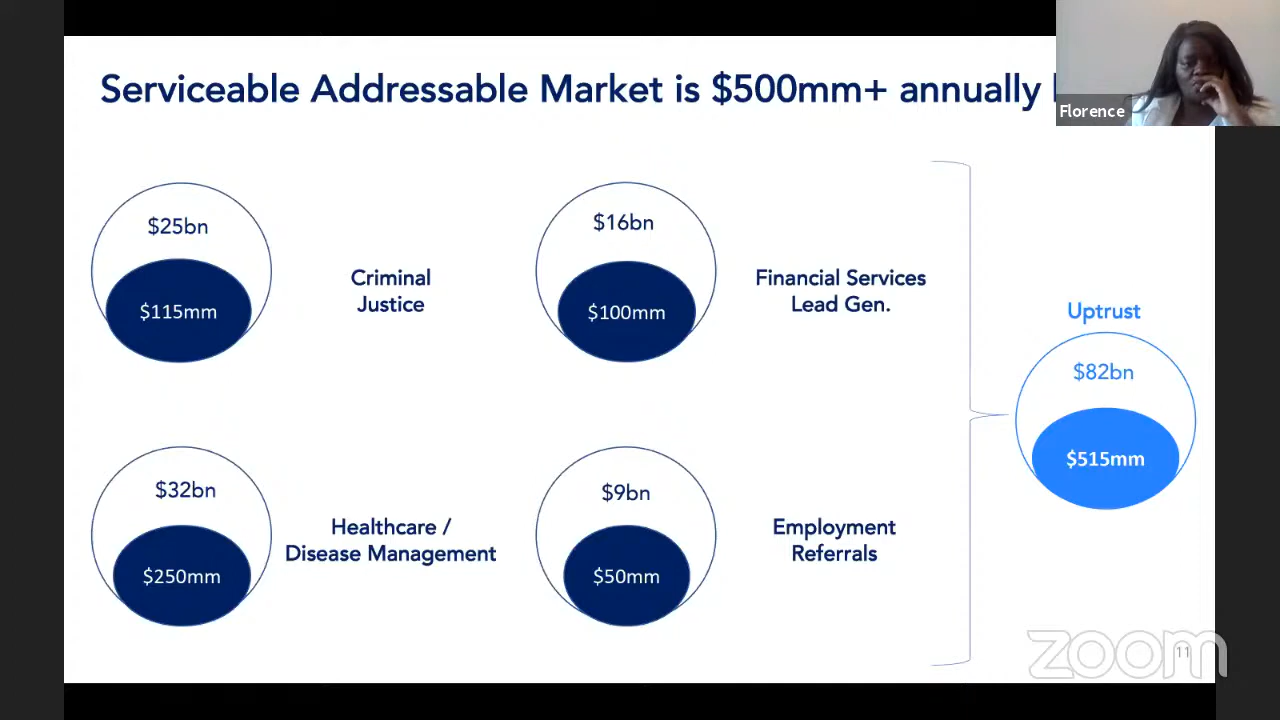 Serviceable Addressable Market is $500mm+ annually
Florence
$25bn
$115mm
Criminal
Justice
$16bn
$100mm
Financial Services
Lead Gen.
$32bn
$250mm
Healthcare /
Disease Management
$9bn
$50mm
Employment
Referrals
Uptrust
$82bn
$515mm
zoom
11